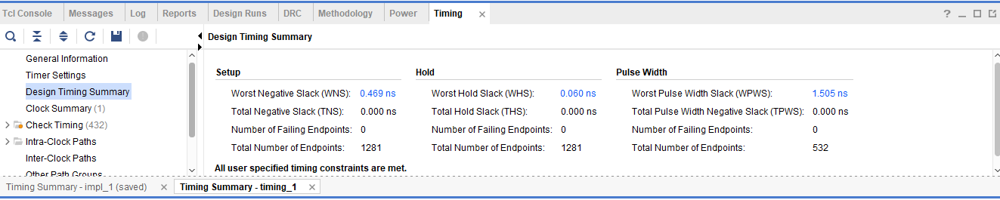 Tcl Console Messages Log Reports Design Runs DRC Methodology Power Timing × ? _
Design Timing Summary
General Information
Timer Settings
Design Timing Summary
Clock Summary (1)
Check Timing (432)
Intra-Clock Paths
Inter-Clock Paths
Other Path Groups
Setup Hold Pulse Width
Worst Negative Slack (WNS): 0.469 ns Worst Hold Slack (WHS): 0.060 ns Worst Pulse Width Slack (WPWS): 1.505 ns
Total Negative Slack (TNS): 0.000 ns Total Hold Slack (THS): 0.000 ns Total Pulse Width Negative Slack (TPWS): 0.000 ns
Number of Failing Endpoints: 0 Number of Failing Endpoints: 0 Number of Failing Endpoints: 0
Total Number of Endpoints: 1281 Total Number of Endpoints: 1281 Total Number of Endpoints: 532
All user specified timing constraints are met.
Timing Summary - impl_1 (saved) × Timing Summary - timing_1 ×